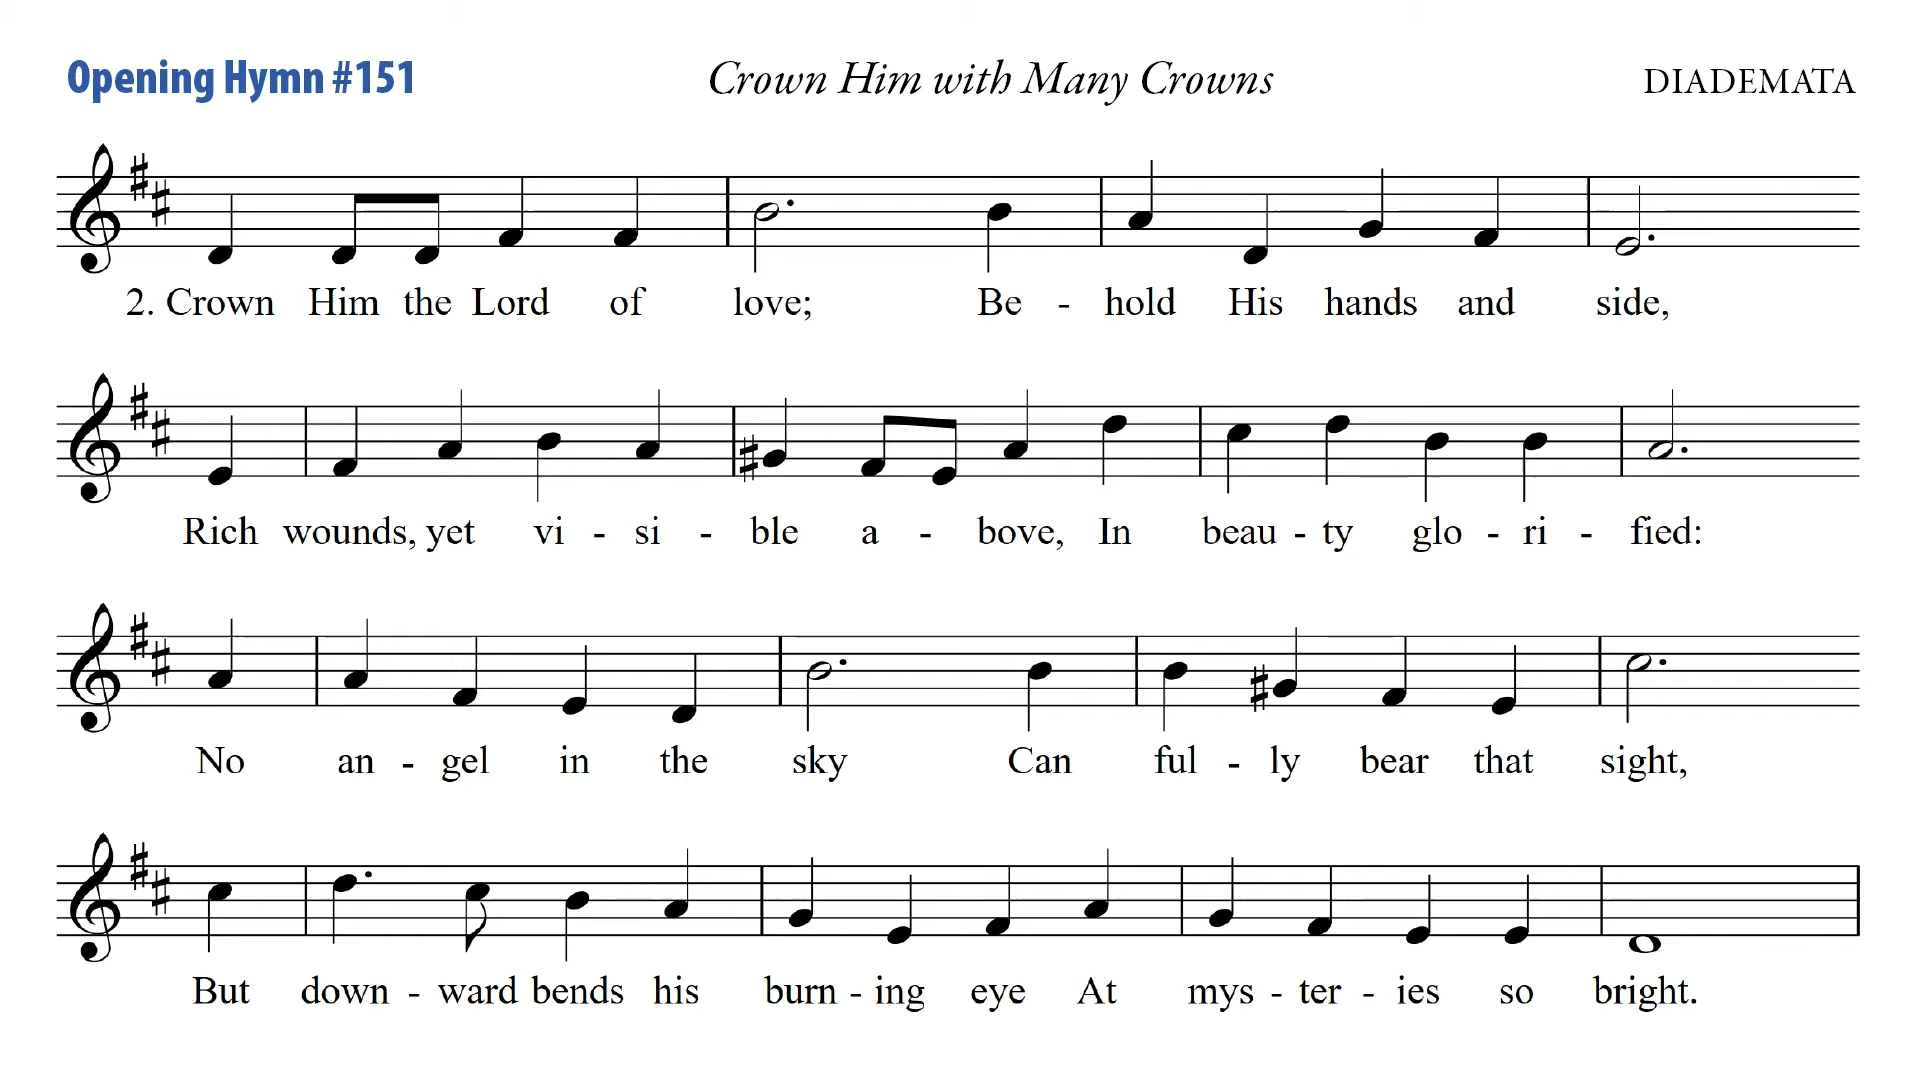 Opening Hymn #151 Crown Him with Many Crowns DIADEMATA
2. Crown Him the Lord of love; Be - hold His hands and side,
Rich wounds, yet vi - si - ble a - bove, In beau - ty glo - ri - fied:
No an - gel in the sky Can ful - ly bear that sight,
But down - ward bends his burn - ing eye At mys - ter - ies so bright.